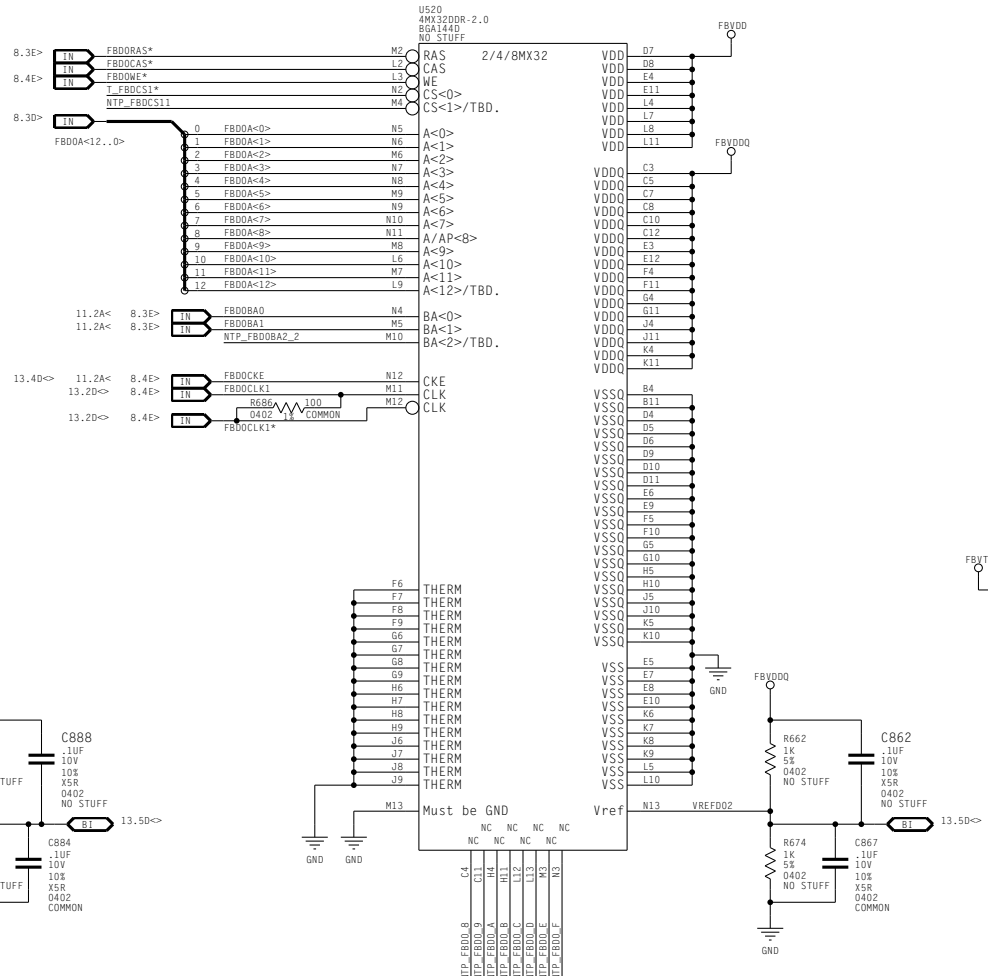 U520
4MX32DDR-2.0
BGA144D
NO STUFF
2/4/8MX32
8.3E> IN FBD0RAS* M2 RAS
IN FBD0CAS* L2 CAS
8.4E> IN FBD0WE* L3 WE
T_FBDCS1* N2 CS<0>
NTP_FBDCS11 M4 CS<1>/TBD.
8.3D> IN
FBD0A<12..0>
0 FBD0A<0> N5 A<0>
1 FBD0A<1> N6 A<1>
2 FBD0A<2> M6 A<2>
3 FBD0A<3> N7 A<3>
4 FBD0A<4> N8 A<4>
5 FBD0A<5> M9 A<5>
6 FBD0A<6> N9 A<6>
7 FBD0A<7> N10 A<7>
8 FBD0A<8> N11 A/AP<8>
9 FBD0A<9> M8 A<9>
10 FBD0A<10> L6 A<10>
11 FBD0A<11> M7 A<11>
12 FBD0A<12> L9 A<12>/TBD.
11.2A< 8.3E> IN FBD0BA0 N4 BA<0>
11.2A< 8.3E> IN FBD0BA1 M5 BA<1>
NTP_FBD0BA2_2 M10 BA<2>/TBD.
13.4D<> 11.2A< 8.4E> IN FBD0CKE N12 CKE
13.2D<> 8.4E> IN FBD0CLK1 M11 CLK
R686 100 M12 CLK
0402 1% COMMON
13.2D<> 8.4E> IN FBD0CLK1*
F6 THERM
F7 THERM
F8 THERM
F9 THERM
G6 THERM
G7 THERM
G8 THERM
G9 THERM
H6 THERM
H7 THERM
H8 THERM
H9 THERM
J6 THERM
J7 THERM
J8 THERM
J9 THERM
M13 Must be GND
GND
GND
FBVDD
VDD D7
VDD D8
VDD E4
VDD E11
VDD L4
VDD L7
VDD L8
VDD L11
FBVDDQ
VDDQ C3
VDDQ C5
VDDQ C7
VDDQ C8
VDDQ C10
VDDQ C12
VDDQ E3
VDDQ E12
VDDQ F4
VDDQ F11
VDDQ G4
VDDQ G11
VDDQ J4
VDDQ J11
VDDQ K4
VDDQ K11
VSSQ B4
VSSQ B11
VSSQ D4
VSSQ D5
VSSQ D6
VSSQ D9
VSSQ D10
VSSQ D11
VSSQ E6
VSSQ E9
VSSQ F5
VSSQ F10
VSSQ G5
VSSQ G10
VSSQ H5
VSSQ H10
VSSQ J5
VSSQ J10
VSSQ K5
VSSQ K10
VSS E5
VSS E7
VSS E8
VSS E10
VSS K6
VSS K7
VSS K8
VSS K9
VSS L5
VSS L10
GND
Vref N13 VREFD02
NC NC NC NC
NC NC NC NC
C4
C11
H4
H11
L12
L13
M3
N3
TP_FBD0_8
TP_FBD0_9
TP_FBD0_A
TP_FBD0_B
TP_FBD0_C
TP_FBD0_D
TP_FBD0_E
TP_FBD0_F
C888
.1UF
10V
10%
X5R
0402
NO STUFF
TUFF
BI 13.5D<>
C884
.1UF
10V
10%
X5R
0402
COMMON
TUFF
FBVT
FBVDDQ
R662
1K
5%
0402
NO STUFF
C862
.1UF
10V
10%
X5R
0402
NO STUFF
BI 13.5D<>
R674
1K
5%
0402
NO STUFF
C867
.1UF
10V
10%
X5R
0402
COMMON
GND